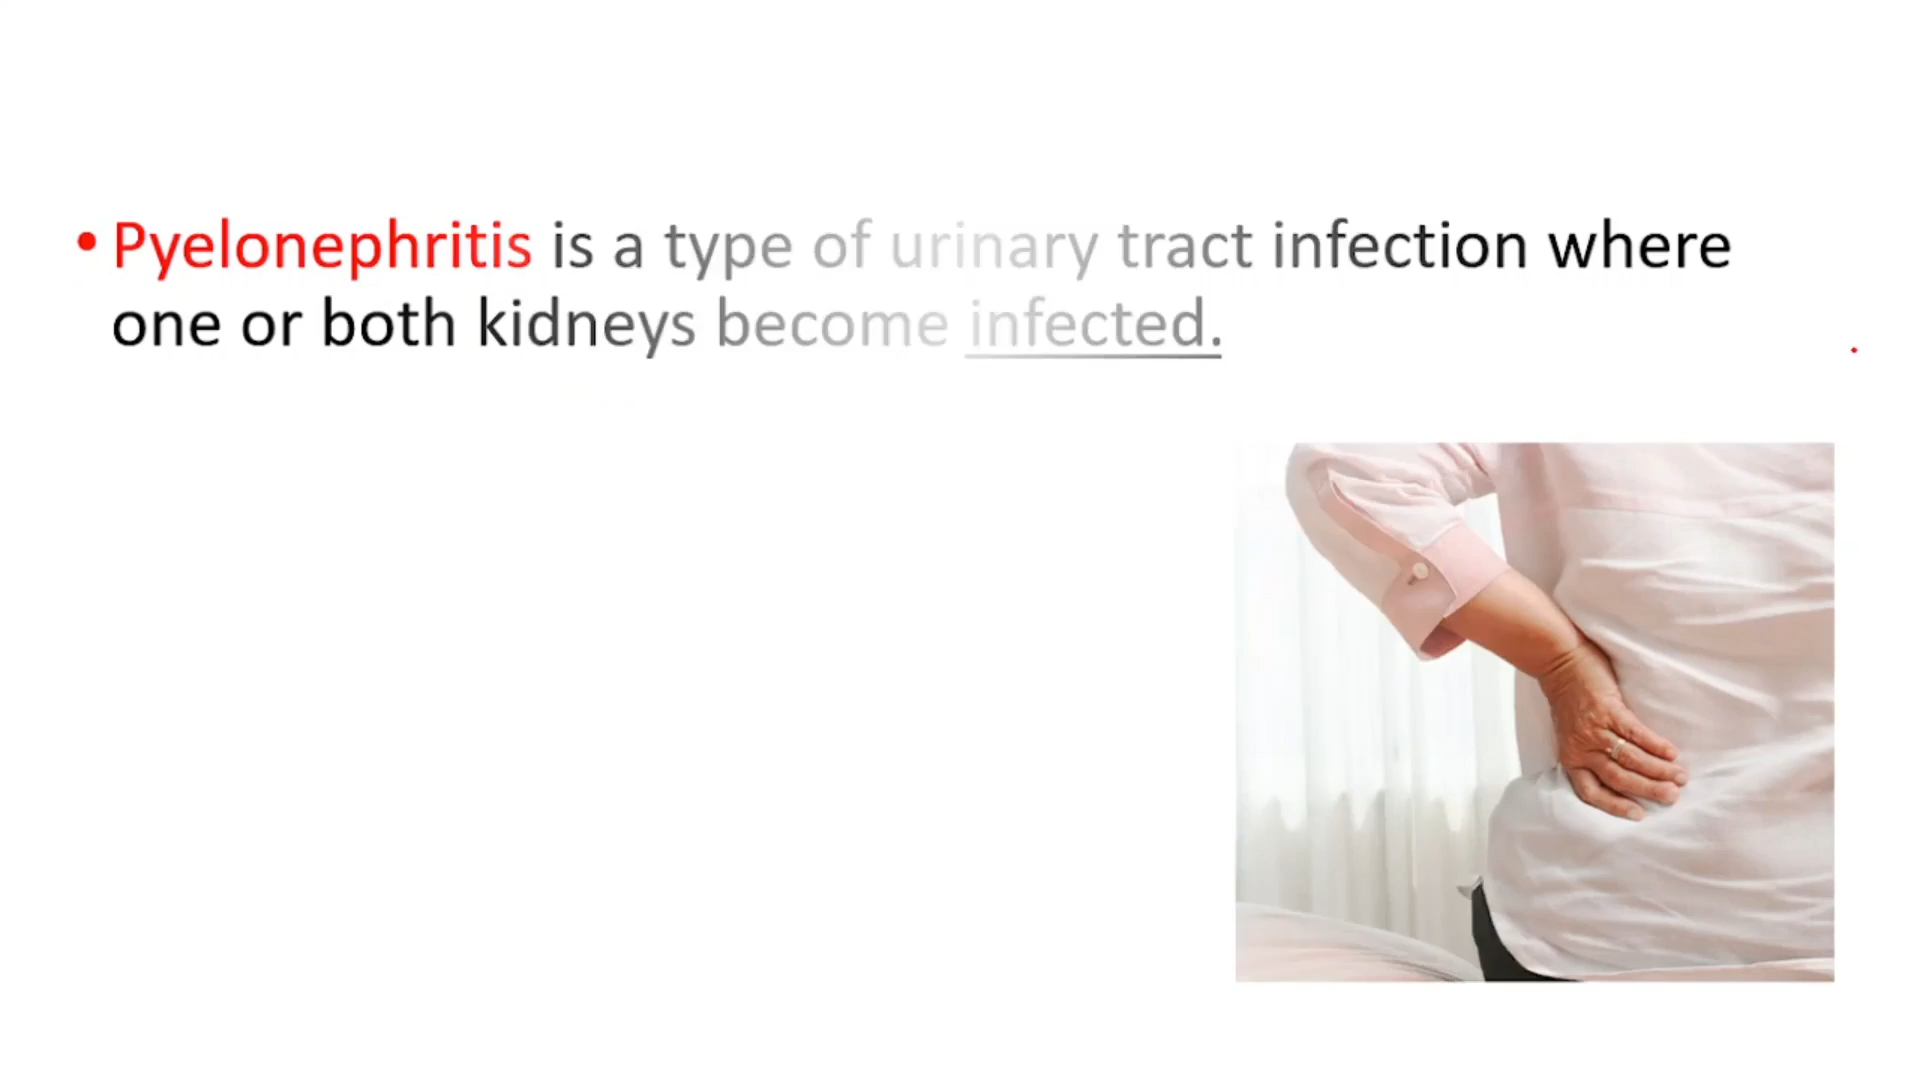 • Pyelonephritis is a type of urinary tract infection where
one or both kidneys become infected.